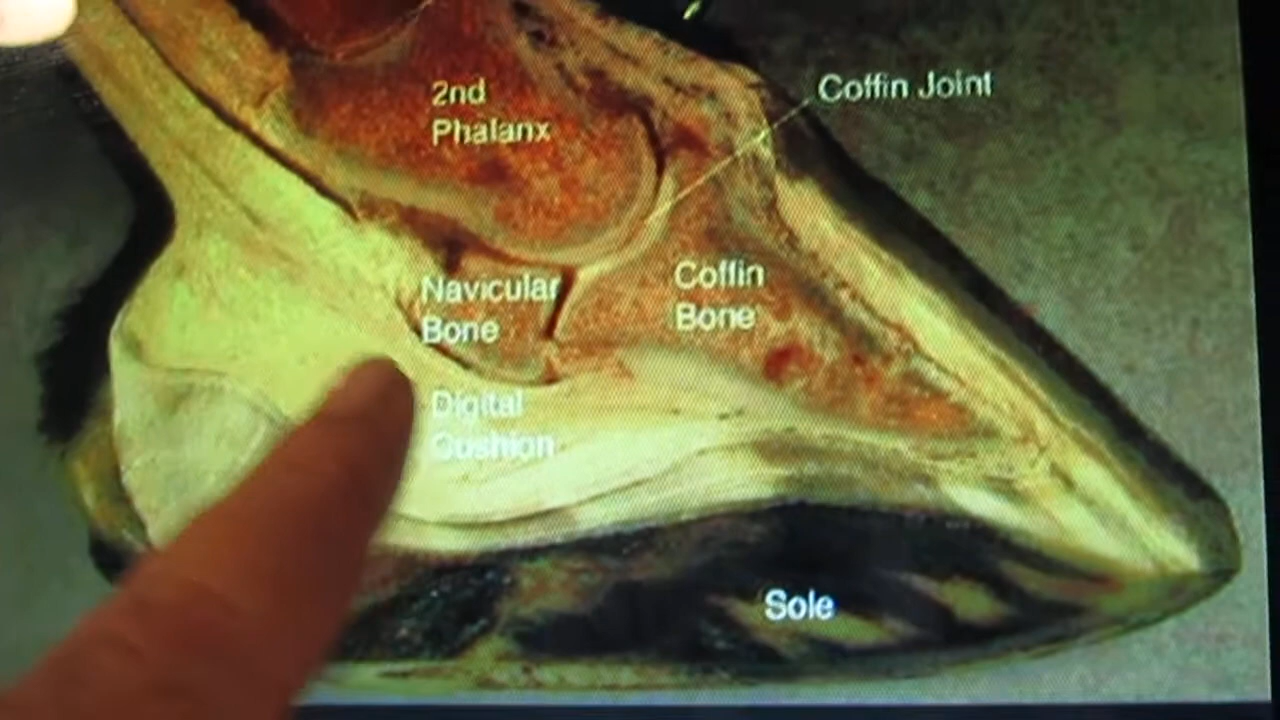 2nd
Phalanx
Coffin Joint
Navicular
Bone
Coffin
Bone
Digital
Cushion
Sole